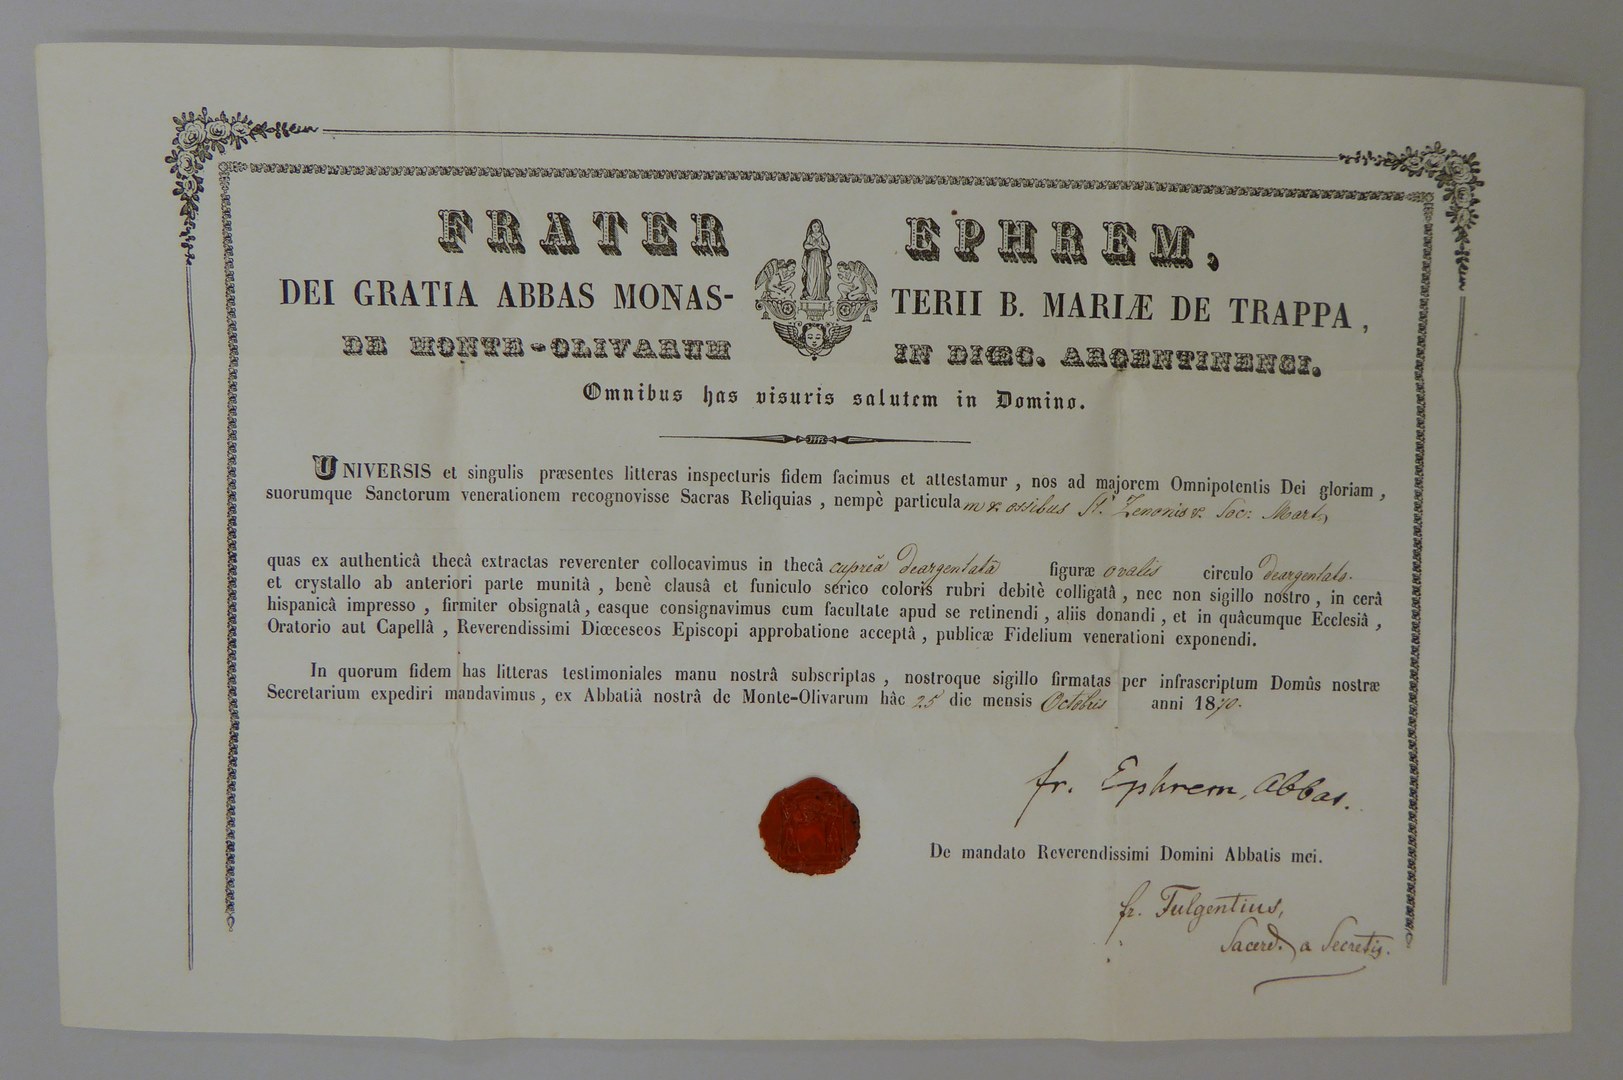 FRATER EPHREM,
DEI GRATIA ABBAS MONAS- TERII B. MARIÆ DE TRAPPA,
DE MONTE-OLIVARUM IN DIŒC. ARGENTINENSI.
Omnibus has visuris salutem in Domino.
UNIVERSIS et singulis præsentes litteras inspecturis fidem facimus et attestamur, nos ad majorem Omnipotentis Dei gloriam,
suorumque Sanctorum venerationem recognovisse Sacras Reliquias, nempè particulam ex ossibus St. Zenonis & Soc: Mart,
quas ex authenticâ thecâ extractas reverenter collocavimus in thecâ cupreâ deargentatâ figuræ ovalis circulo deargentato.
et crystallo ab anteriori parte munitâ, benè clausâ et funiculo sérico coloris rubri debitè colligatâ, nec non sigillo nostro, in cerâ
hispanicâ impresso, firmiter obsignatâ, easque consignavimus cum facultate apud se retinendi, aliis donandi, et in quâcumque Ecclesiâ,
Oratorio aut Capellâ, Reverendissimi Diœceseos Episcopi approbatione acceptâ, publicæ Fidelium venerationi exponendi.
In quorum fidem has litteras testimoniales manu nostrâ subscriptas, nostroque sigillo firmatas per infrascriptum Domûs nostræ
Secretarium expediri mandavimus, ex Abbatiâ nostrâ de Monte-Olivarum hâc 25 die mensis Octobris anni 1870.
fr. Ephrem, Abbas.
De mandato Reverendissimi Domini Abbatis mei.
fr. Fulgentius,
Sacerd. a Secretis.